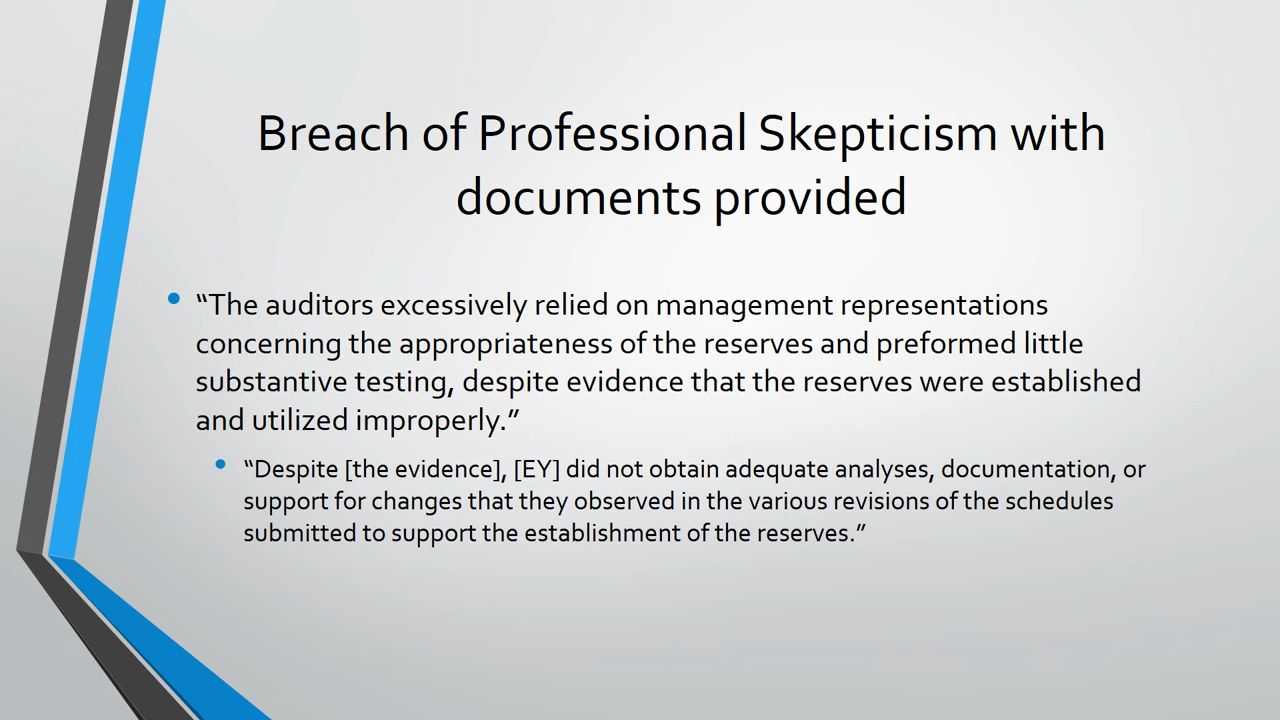 Breach of Professional Skepticism with
documents provided
“The auditors excessively relied on management representations
concerning the appropriateness of the reserves and preformed little
substantive testing, despite evidence that the reserves were established
and utilized improperly.”
“Despite [the evidence], [EY] did not obtain adequate analyses, documentation, or
support for changes that they observed in the various revisions of the schedules
submitted to support the establishment of the reserves.”